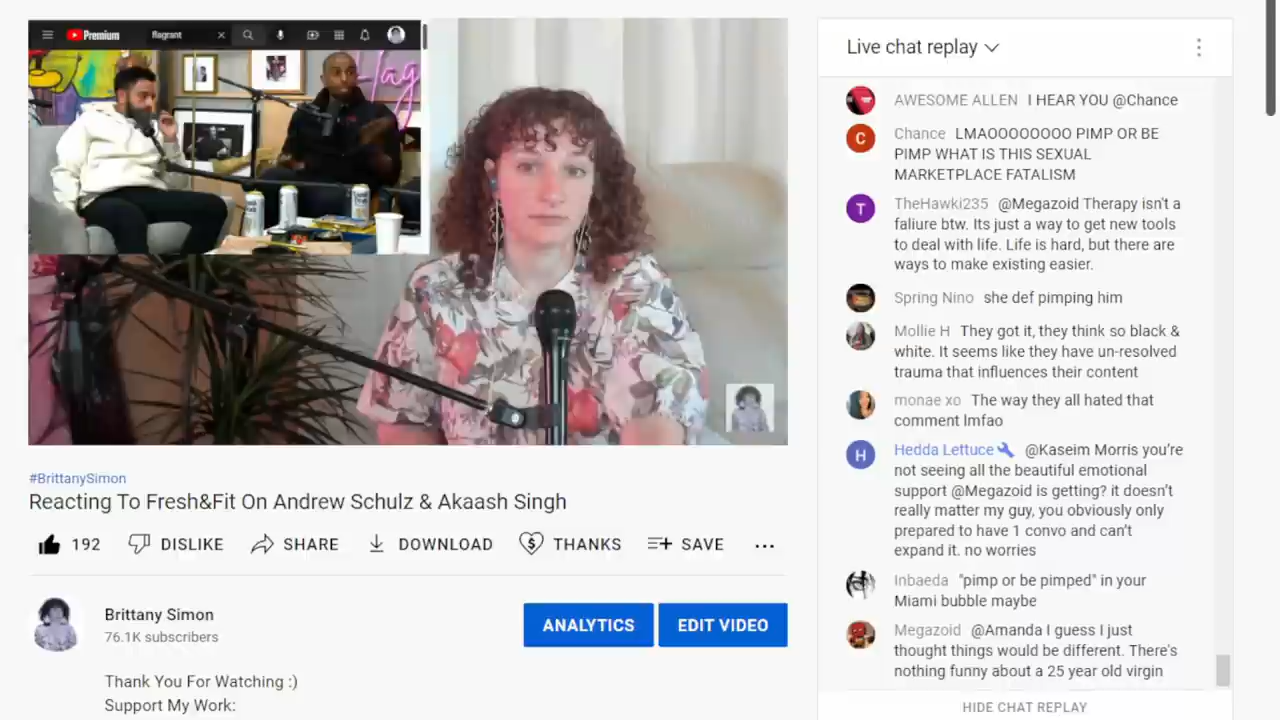 Premium
flagrant
#BrittanySimon
Reacting To Fresh&Fit On Andrew Schulz & Akaash Singh
192
DISLIKE
SHARE
DOWNLOAD
THANKS
SAVE
Brittany Simon
76.1K subscribers
ANALYTICS
EDIT VIDEO
Thank You For Watching :)
Support My Work:
Live chat replay
AWESOME ALLEN I HEAR YOU @Chance
C
Chance LMAOOOOOOOO PIMP OR BE
PIMP WHAT IS THIS SEXUAL
MARKETPLACE FATALISM
T
TheHawki235 @Megazoid Therapy isn't a
faliure btw. Its just a way to get new tools
to deal with life. Life is hard, but there are
ways to make existing easier.
Spring Nino she def pimping him
Mollie H They got it, they think so black &
white. It seems like they have un-resolved
trauma that influences their content
monae xo The way they all hated that
comment lmfao
H
Hedda Lettuce @Kaseim Morris you’re
not seeing all the beautiful emotional
support @Megazoid is getting? it doesn’t
really matter my guy, you obviously only
prepared to have 1 convo and can’t
expand it. no worries
Inbaeda "pimp or be pimped" in your
Miami bubble maybe
Megazoid @Amanda I guess I just
thought things would be different. There's
nothing funny about a 25 year old virgin
HIDE CHAT REPLAY